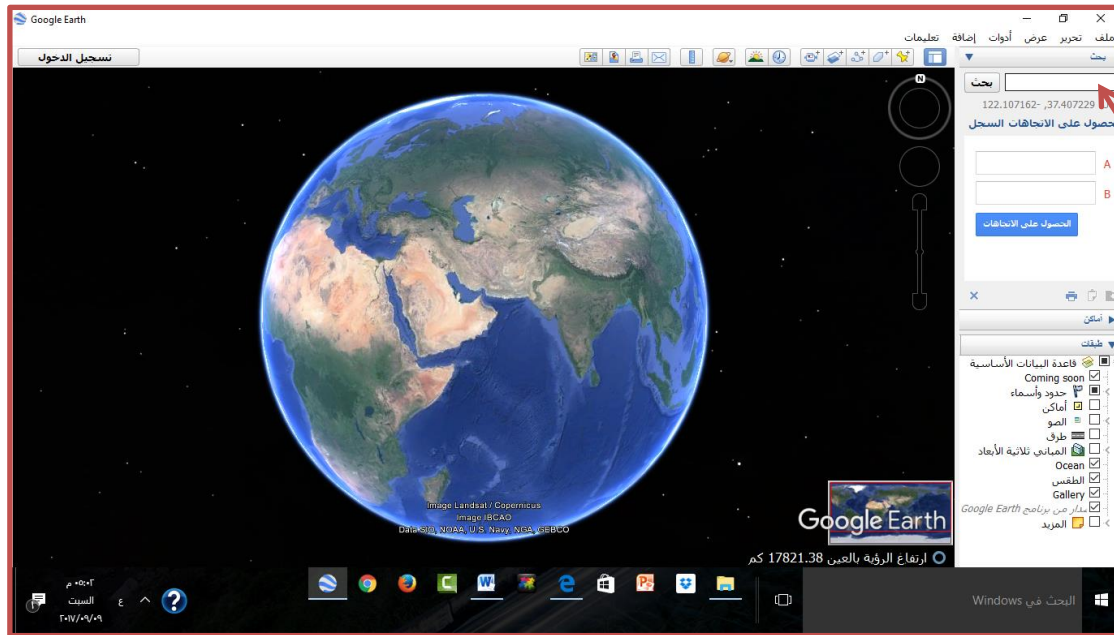 Google Earth
ملف تحرير عرض أدوات إضافة تعليمات
تسجيل الدخول
بحث
بحث
37.407229, -122.107162
الحصول على الاتجاهات السجل
A
B
الحصول على الاتجاهات
أماكن
طبقات
قاعدة البيانات الأساسية
Coming soon
حدود وأسماء
أماكن
الصو
طرق
المباني ثلاثية الأبعاد
Ocean
الطقس
Gallery
مدار من برنامج Google Earth
المزيد
N
Image Landsat / Copernicus
Image IBCAO
Data SIO, NOAA, U.S. Navy, NGA, GEBCO
Google Earth
ارتفاع الرؤية بالعين 17821.38 كم
البحث في Windows
ع
٠٥:٠٢ م
السبت
٢٠١٧/٠٩/٠٩